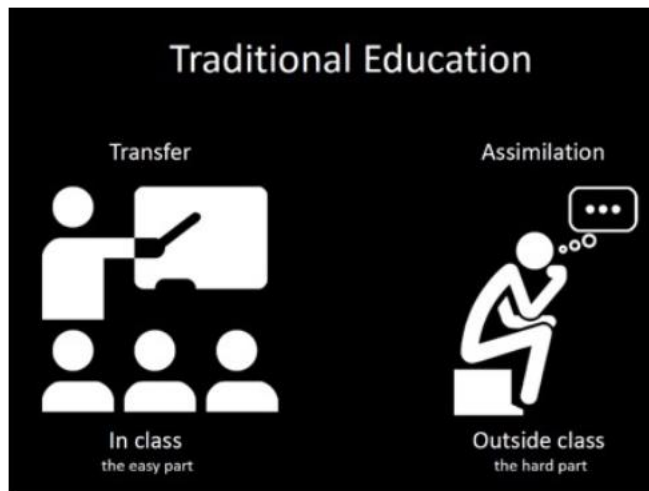 Traditional Education
Transfer
Assimilation
In class
the easy part
Outside class
the hard part